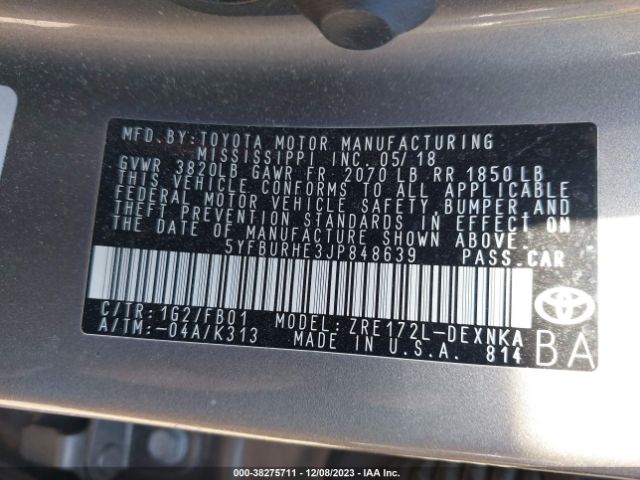 MFD. BY: TOYOTA MOTOR MANUFACTURING
MISSISSIPPI INC. 05/18
GVWR 3820LB GAWR FR 2070 LB RR 1850 LB
THIS VEHICLE CONFORMS TO ALL APPLICABLE
FEDERAL MOTOR VEHICLE SAFETY, BUMPER AND
THEFT PREVENTION STANDARDS IN EFFECT ON
THE DATE OF MANUFACTURE SHOWN ABOVE.
5YFBURHE3JP848639 PASS.CAR
C/TR: 1G2/FB01 MODEL: ZRE172L-DEXNKA
A/TM: -04A/K313 MADE IN U.S.A. 814
BA
000-38275711 - 12/08/2023 - IAA Inc.